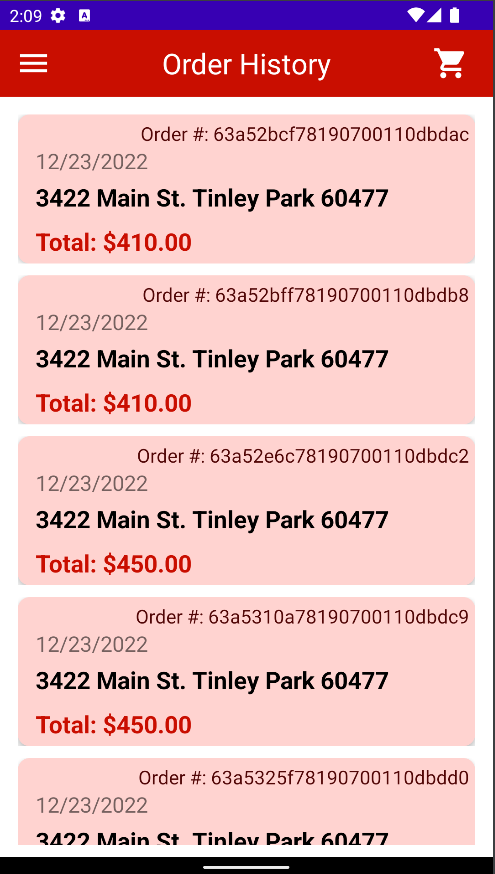 2:09
Order History
Order #: 63a52bcf78190700110dbdac
12/23/2022
3422 Main St. Tinley Park 60477
Total: $410.00
Order #: 63a52bff78190700110dbdb8
12/23/2022
3422 Main St. Tinley Park 60477
Total: $410.00
Order #: 63a52e6c78190700110dbdc2
12/23/2022
3422 Main St. Tinley Park 60477
Total: $450.00
Order #: 63a5310a78190700110dbdc9
12/23/2022
3422 Main St. Tinley Park 60477
Total: $450.00
Order #: 63a5325f78190700110dbdd0
12/23/2022
3422 Main St. Tinley Park 60477